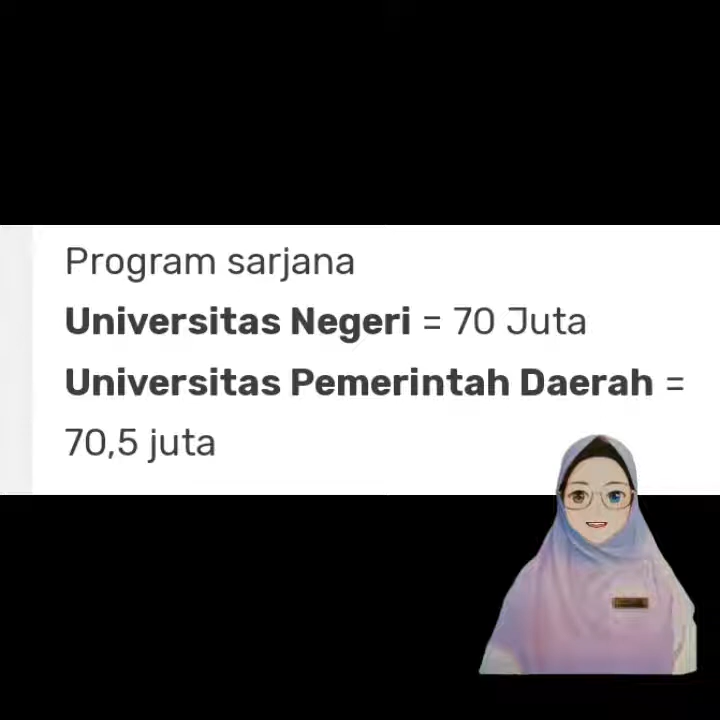 Program sarjana
Universitas Negeri = 70 Juta
Universitas Pemerintah Daerah =
70,5 juta